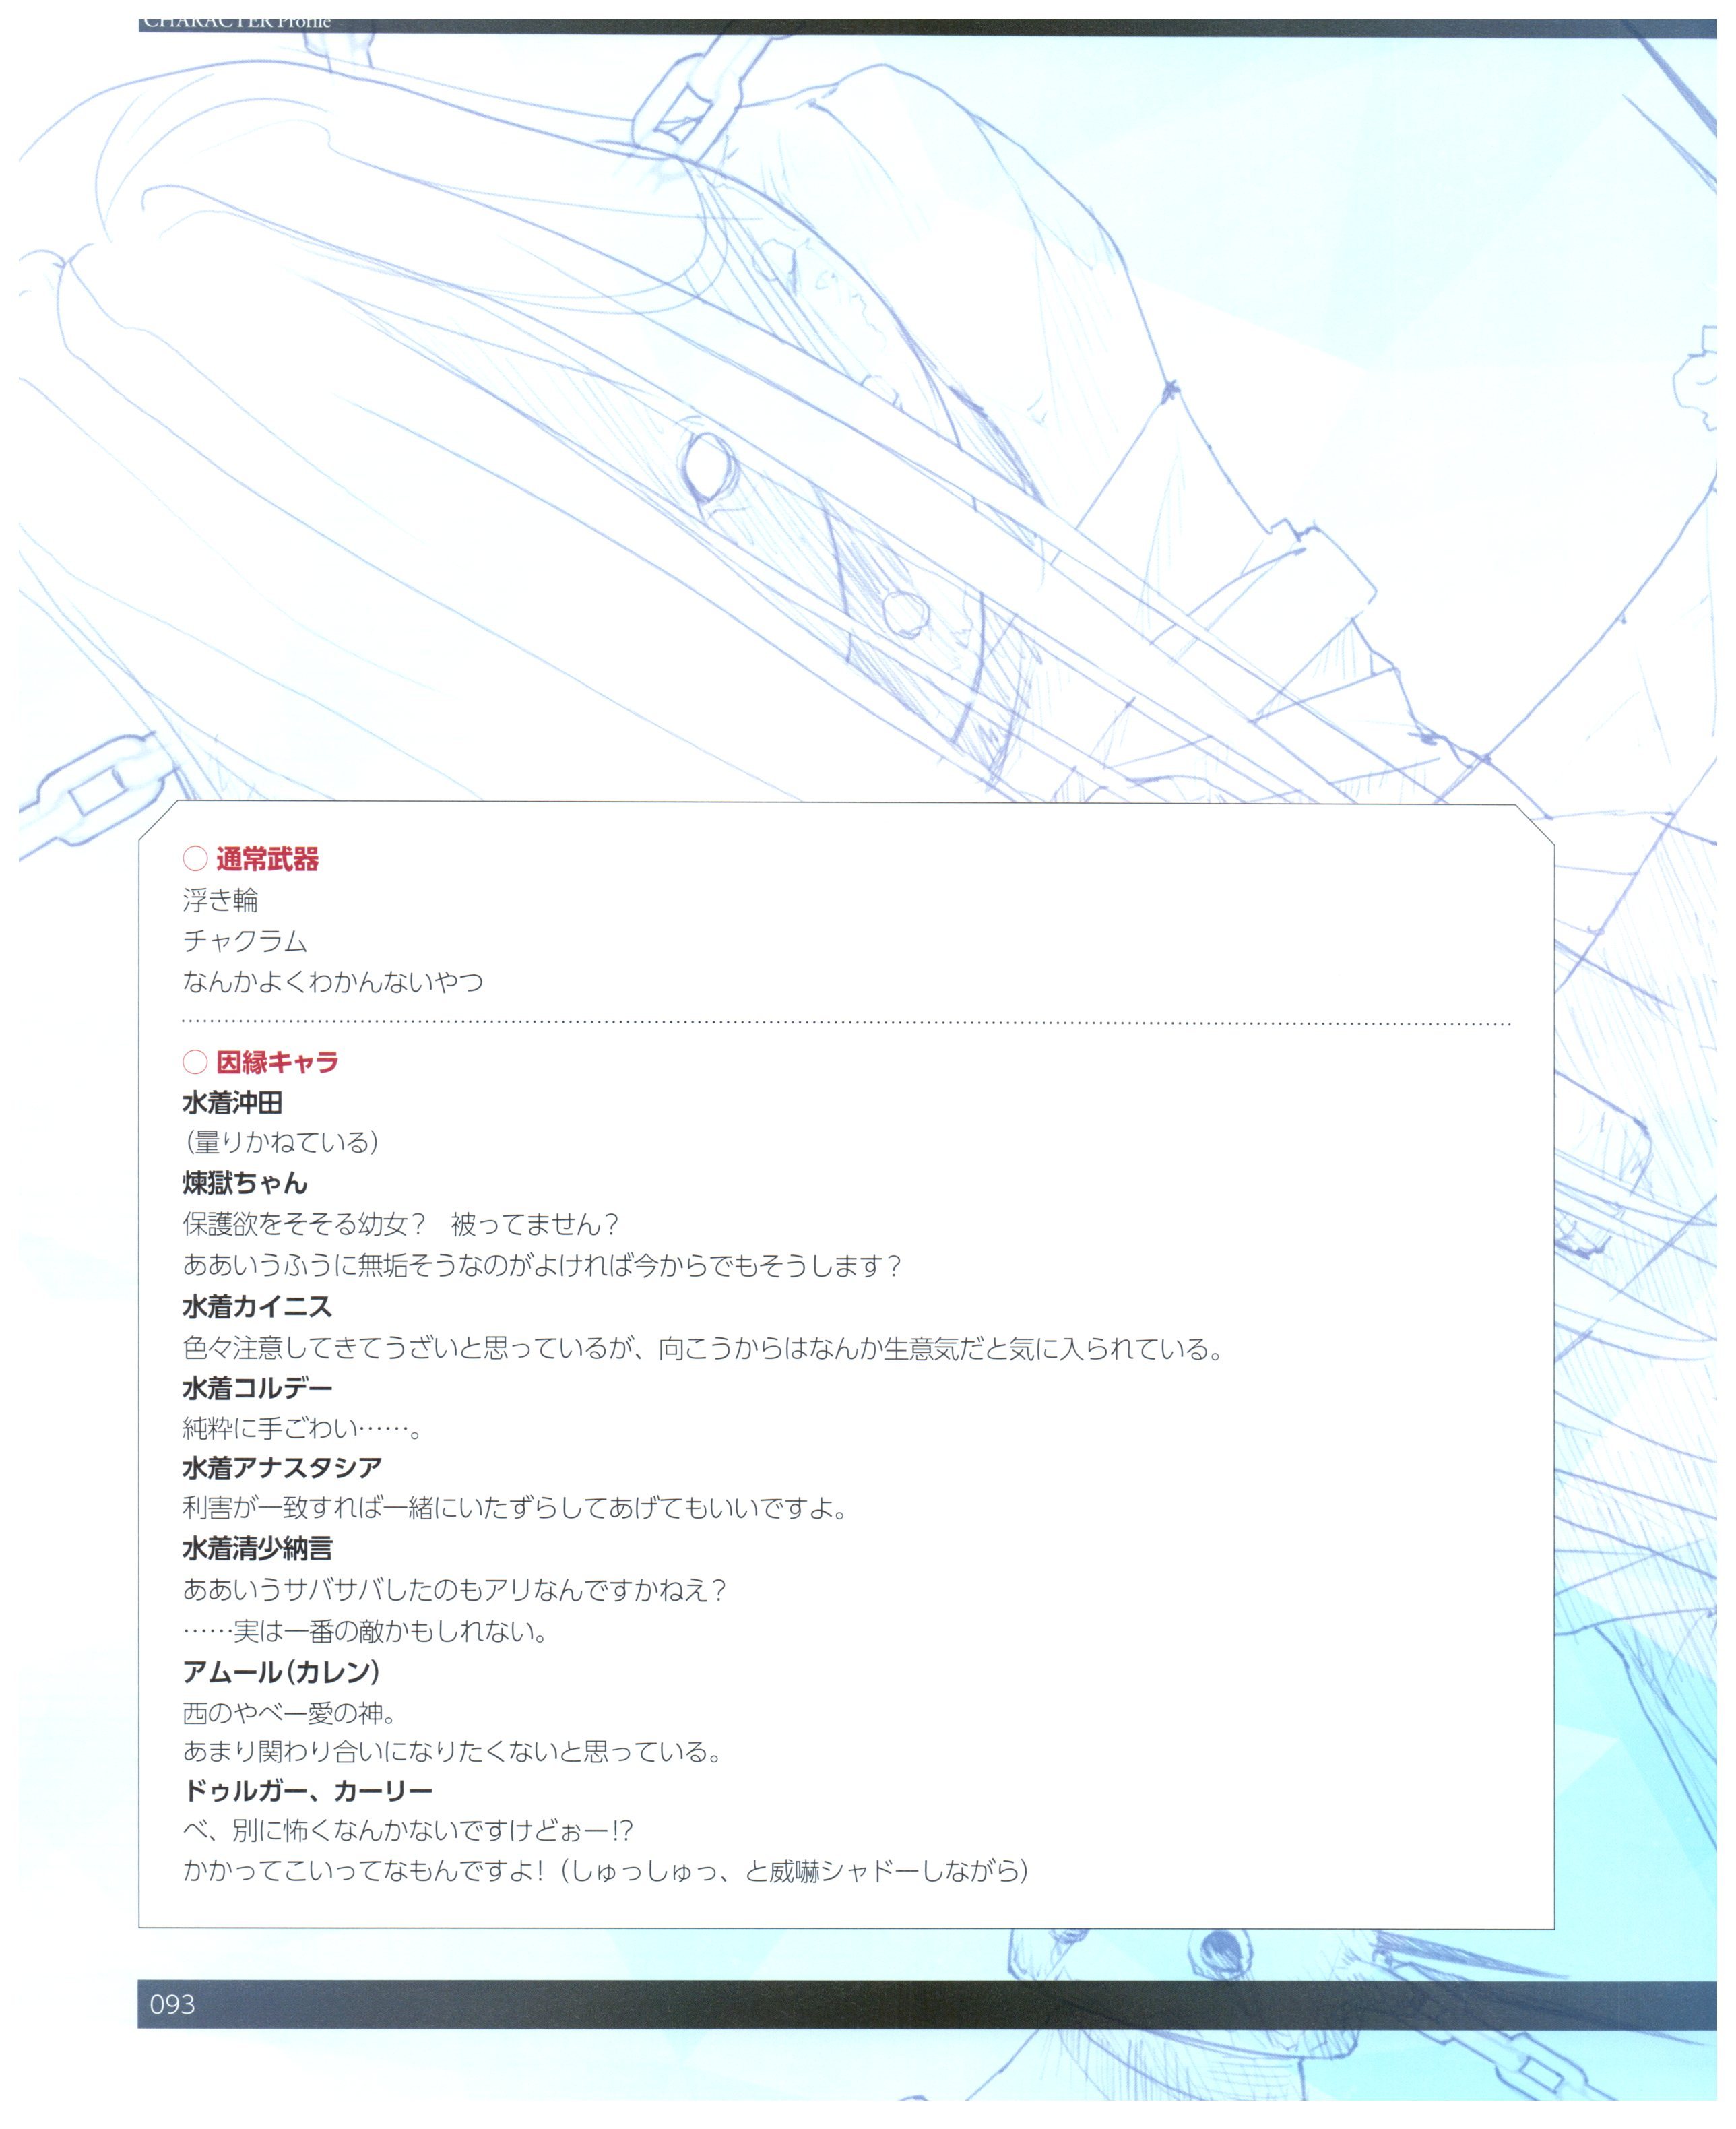 CHARACTER Profile
○ 通常武器
浮き輪
チャクラム
なんかよくわかんないやつ
○ 因縁キャラ
水着沖田
（量りかねている）
煉獄ちゃん
保護欲をそそる幼女？　被ってません？
ああいうふうに無垢そうなのがよければ今からでもそうします？
水着カイニス
色々注意してきてうざいと思っているが、向こうからはなんか生意気だと気に入られている。
水着コルデー
純粋に手ごわい……。
水着アナスタシア
利害が一致すれば一緒にいたずらしてあげてもいいですよ。
水着清少納言
ああいうサバサバしたのもアリなんですかねえ？
……実は一番の敵かもしれない。
アムール（カレン）
西のやべー愛の神。
あまり関わり合いになりたくないと思っている。
ドゥルガー、カーリー
べ、別に怖くなんかないですけどぉー!?
かかってこいってなもんですよ！（しゅっしゅっ、と威嚇シャドーしながら）
093